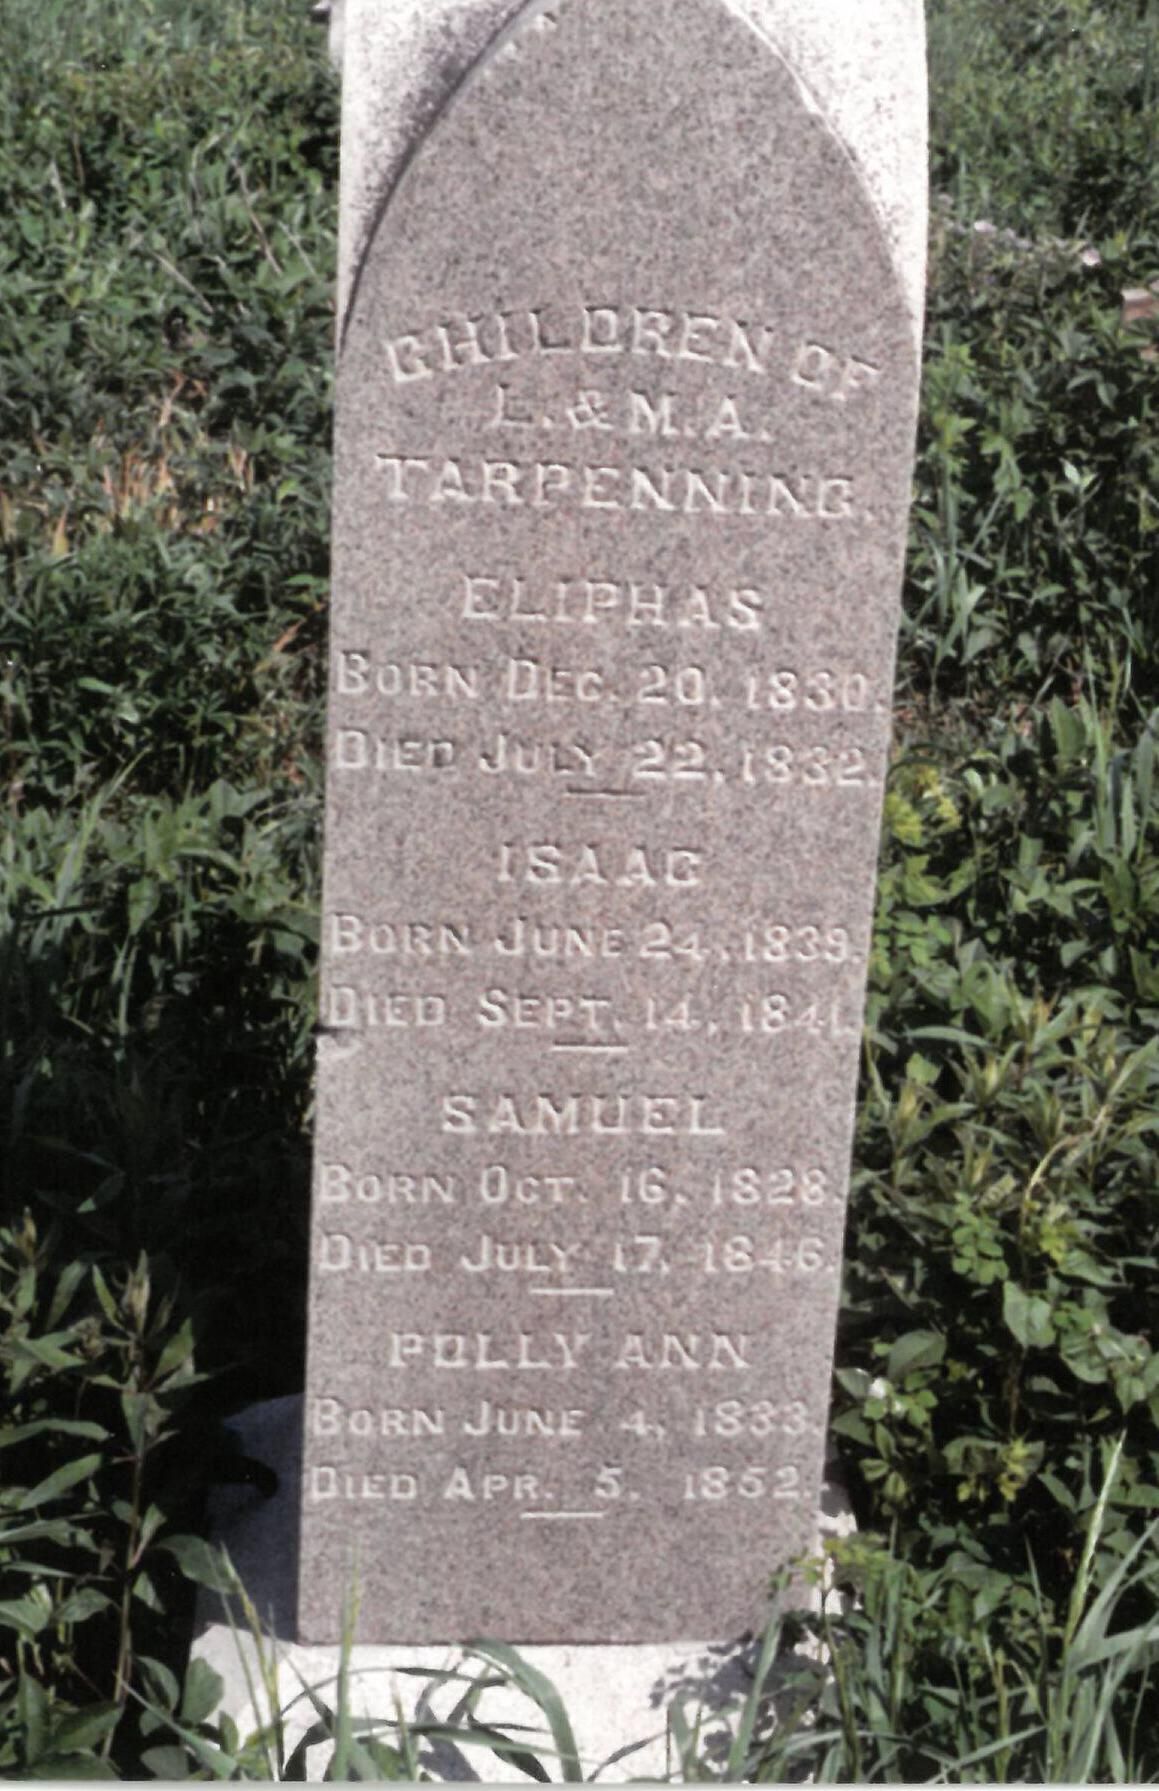 CHILDREN OF
L. & M. A.
TARPENNING.
ELIPHAS
BORN DEC. 20, 1830.
DIED JULY 22, 1832.
ISAAC
BORN JUNE 24, 1839.
DIED SEPT. 14, 1841.
SAMUEL
BORN OCT. 16, 1828.
DIED JULY 17, 1846.
POLLY ANN
BORN JUNE 4, 1833.
DIED APR. 5, 1852.